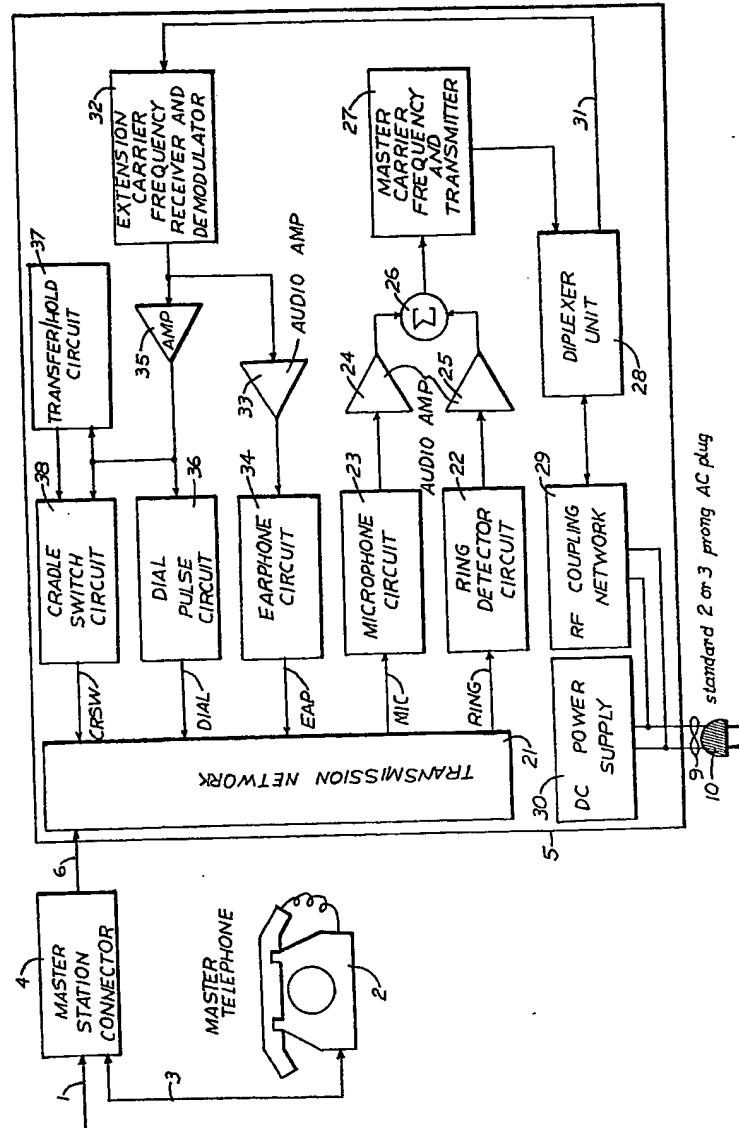 1
3
MASTER
STATION
CONNECTOR
4
6
MASTER
TELEPHONE
2
5
TRANSMISSION NETWORK
21
CRSW
DIAL
EAP
MIC
RING
CRADLE
SWITCH
CIRCUIT
38
DIAL
PULSE
CIRCUIT
36
EARPHONE
CIRCUIT
34
MICROPHONE
CIRCUIT
23
RING
DETECTOR
CIRCUIT
22
TRANSFER/HOLD
CIRCUIT
37
AMP
35
33
AUDIO AMP
24
AUDIO AMP
25
Σ
26
EXTENSION
CARRIER
FREQUENCY
RECEIVER AND
DEMODULATOR
32
MASTER
CARRIER
FREQUENCY
AND
TRANSMITTER
27
DIPLEXER
UNIT
28
31
RF COUPLING
NETWORK
29
DC POWER
SUPPLY
30
9
10
standard 2 or 3 prong AC plug